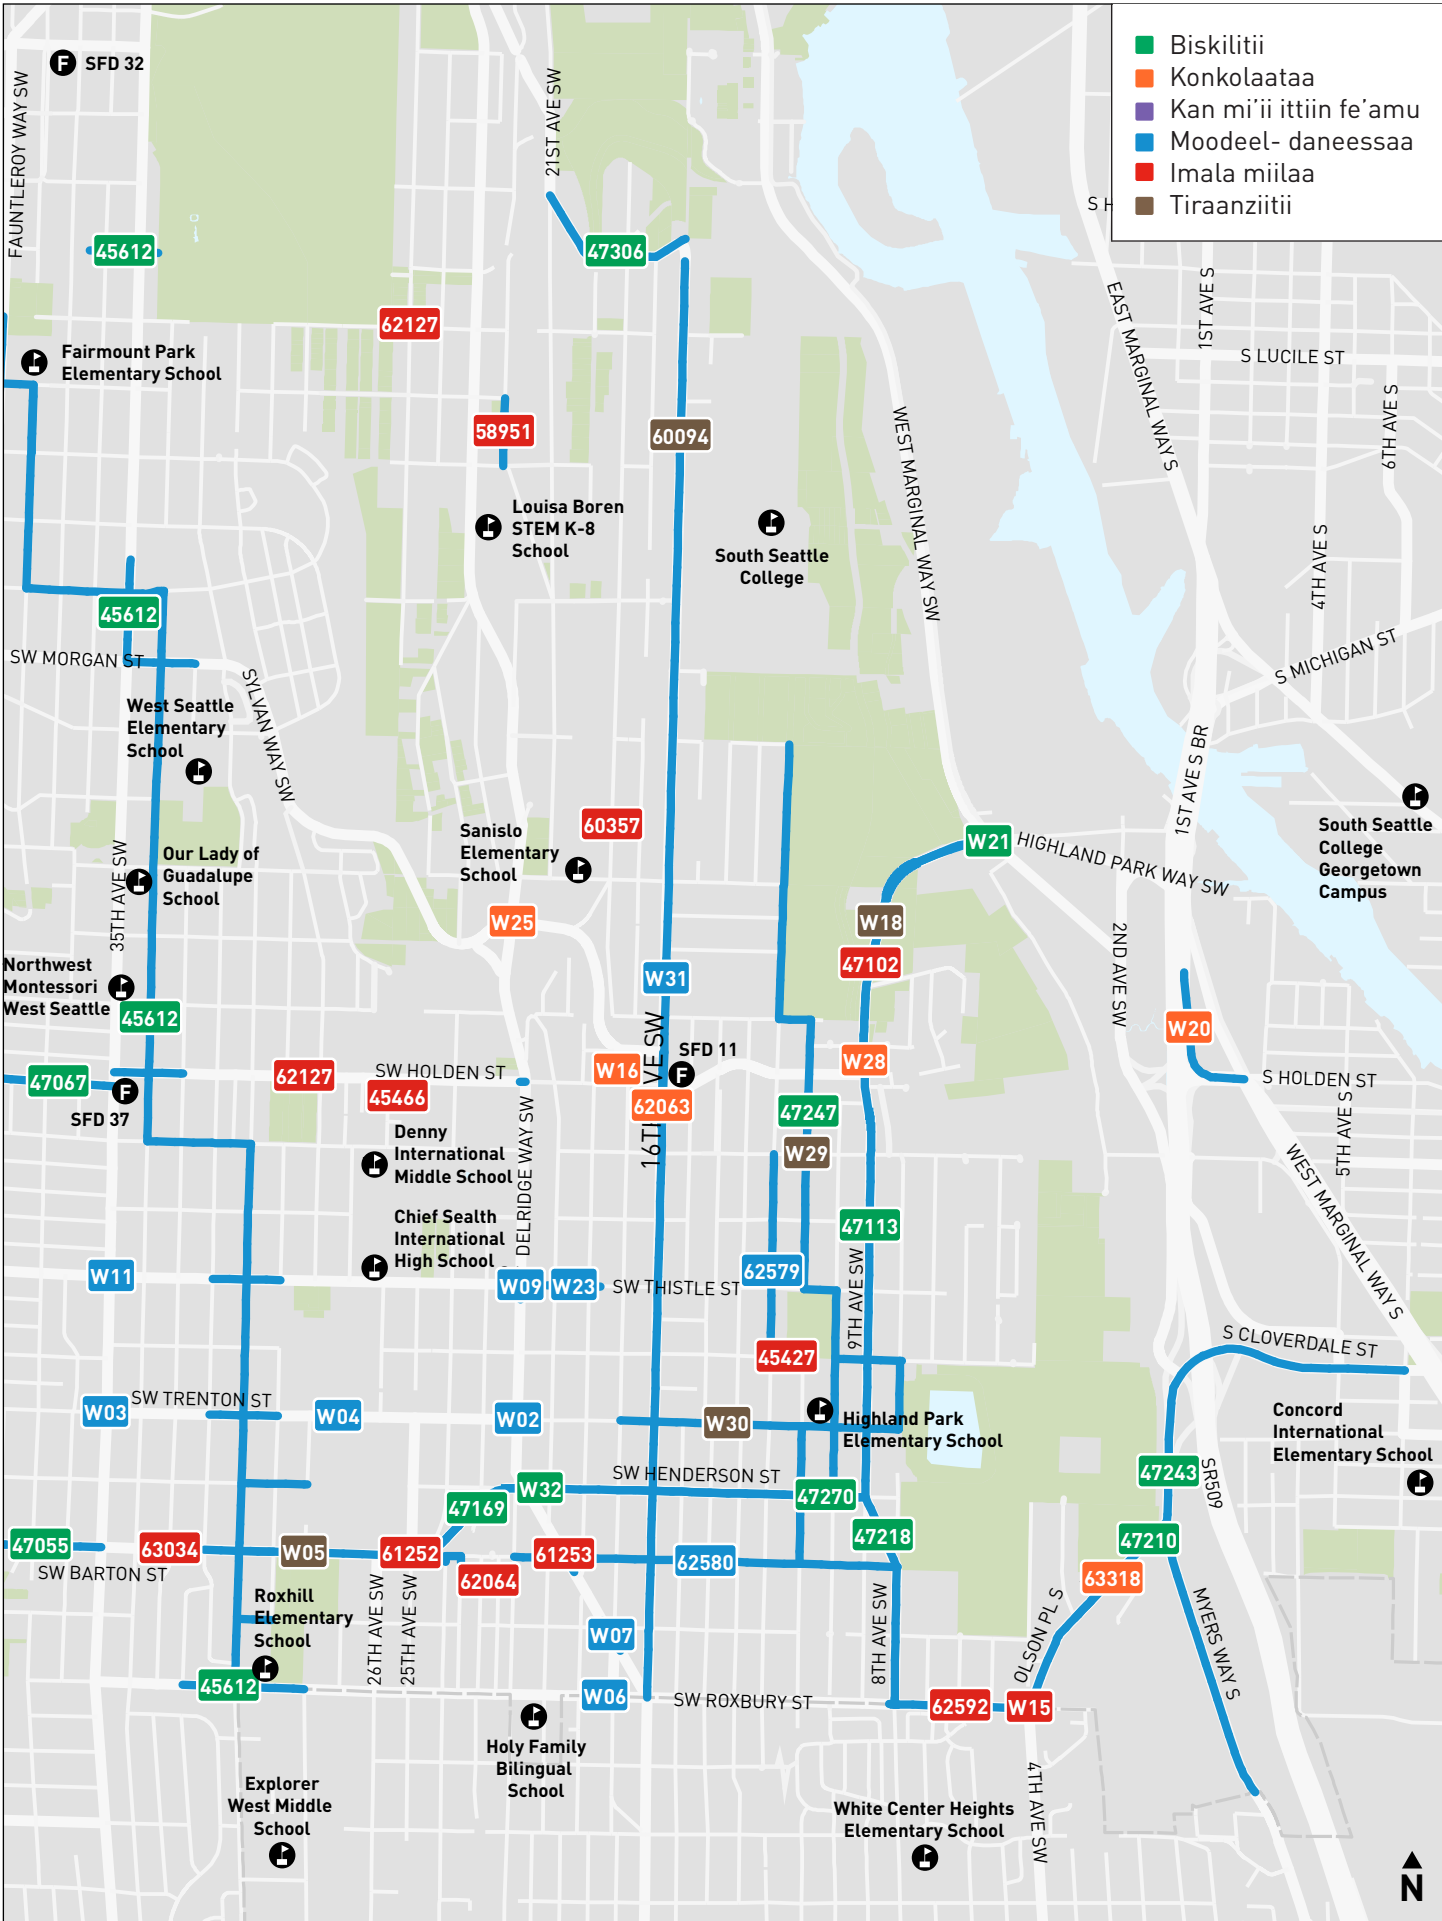 Biskilitii
Konkolaataa
Kan mi'ii ittiin fe'amu
Moodeel- daneessaa
Imala miilaa
Tiraanziitii
SFD 32
FAUNTLEROY WAY SW
21ST AVE SW
S H
45612
47306
1ST AVE S
EAST MARGINAL WAY S
62127
Fairmount Park
Elementary School
S LUCILE ST
6TH AVE S
58951
60094
WEST MARGINAL WAY SW
Louisa Boren
STEM K-8
School
South Seattle
College
4TH AVE S
45612
SW MORGAN ST
S MICHIGAN ST
SYLVAN WAY SW
West Seattle
Elementary
School
1ST AVE S BR
60357
Sanislo
Elementary
School
W21
HIGHLAND PARK WAY SW
South Seattle
College
Georgetown
Campus
35TH AVE SW
Our Lady of
Guadalupe
School
W25
W18
47102
2ND AVE SW
Northwest
Montessori
West Seattle
45612
W31
W20
16TH
VE SW
SFD 11
47067
SFD 37
62127
SW HOLDEN ST
45466
W16
W28
S HOLDEN ST
62063
47247
5TH AVE S
Denny
International
Middle School
DELRIDGE WAY SW
W29
WEST MARGINAL WAY S
Chief Sealth
International
High School
47113
W11
W09
W23
SW THISTLE ST
62579
9TH AVE SW
45427
S CLOVERDALE ST
W03
SW TRENTON ST
W04
W02
W30
Highland Park
Elementary School
Concord
International
Elementary School
SW HENDERSON ST
47243
SR509
W32
47169
47270
47055
63034
W05
61252
61253
62580
47218
47210
SW BARTON ST
62064
63318
Roxhill
Elementary
School
26TH AVE SW
25TH AVE SW
8TH AVE SW
OLSON PL S
MYERS WAY S
W07
45612
W06
SW ROXBURY ST
62592
W15
Holy Family
Bilingual
School
Explorer
West Middle
School
White Center Heights
Elementary School
4TH AVE SW
N